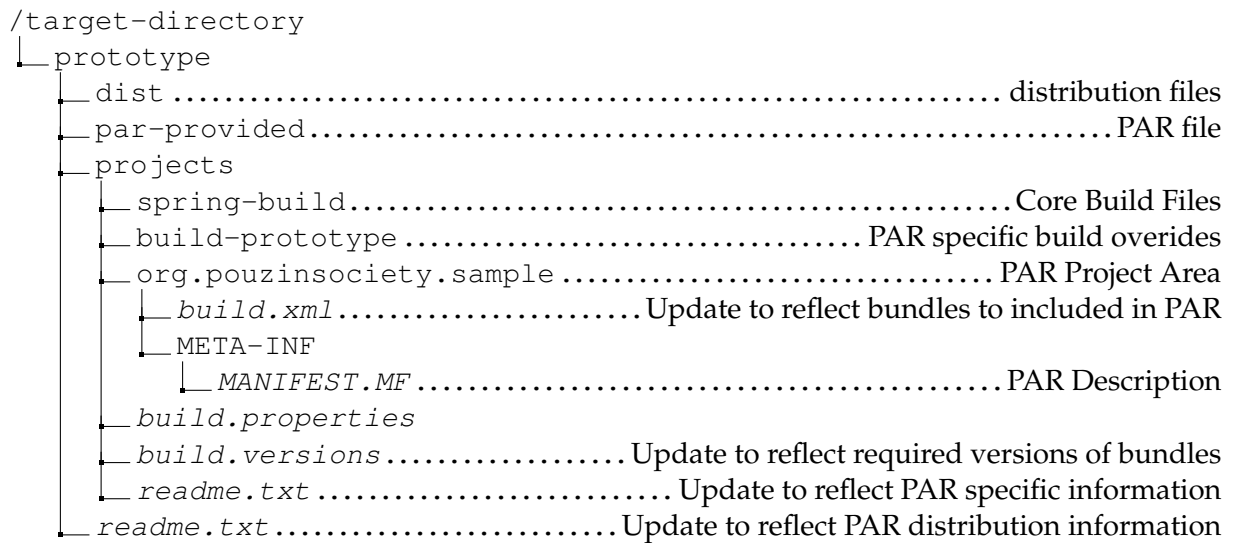 /target-directory
prototype
dist ........ distribution files
par-provided ........ PAR file
projects
spring-build ........ Core Build Files
build-prototype ........ PAR specific build overides
org.pouzinsociety.sample ........ PAR Project Area
build.xml ........ Update to reflect bundles to included in PAR
META-INF
MANIFEST.MF ........ PAR Description
build.properties
build.versions ........ Update to reflect required versions of bundles
readme.txt ........ Update to reflect PAR specific information
readme.txt ........ Update to reflect PAR distribution information